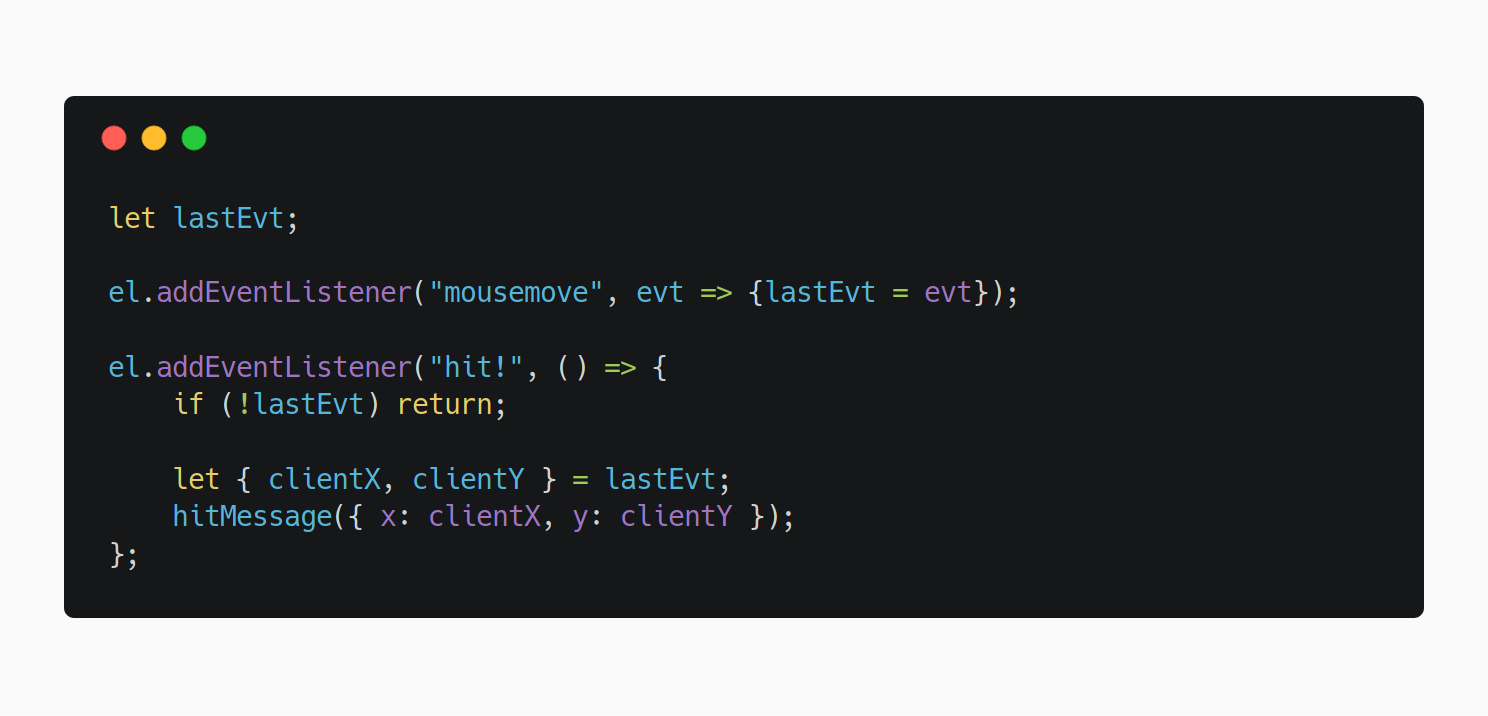 let lastEvt;

el.addEventListener("mousemove", evt => {lastEvt = evt});

el.addEventListener("hit!", () => {
    if (!lastEvt) return;

    let { clientX, clientY } = lastEvt;
    hitMessage({ x: clientX, y: clientY });
};